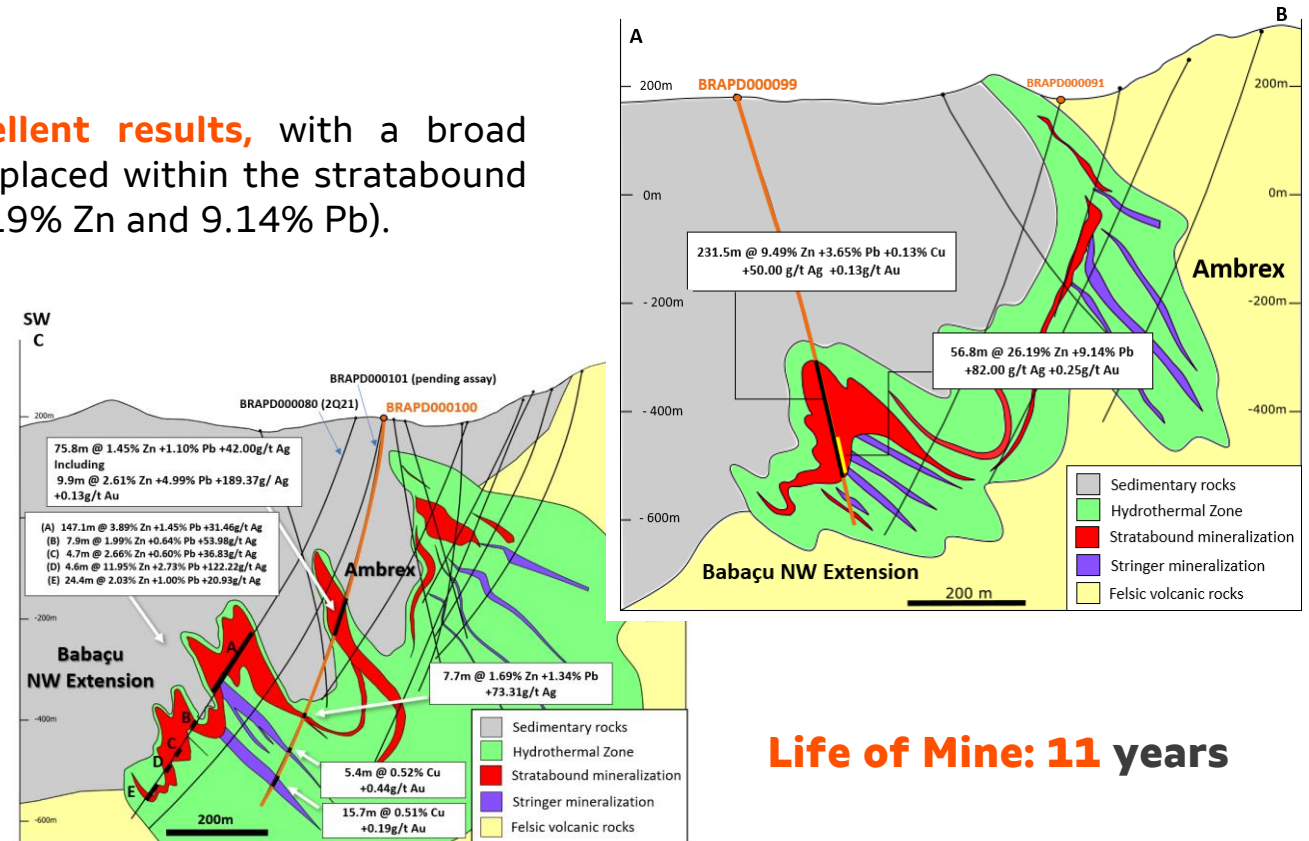 ellent results, with a broad
placed within the stratabound
19% Zn and 9.14% Pb).
A
B
BRAPD000099
BRAPD000091
200m
200m
0m
0m
231.5m @ 9.49% Zn +3.65% Pb +0.13% Cu
+50.00 g/t Ag +0.13g/t Au
Ambrex
- 200m
-200m
56.8m @ 26.19% Zn +9.14% Pb
+82.00 g/t Ag +0.25g/t Au
-400m
-400m
- 600m
Babaçu NW Extension
200 m
Sedimentary rocks
Hydrothermal Zone
Stratabound mineralization
Stringer mineralization
Felsic volcanic rocks
SW
C
BRAPD000101 (pending assay)
BRAPD000080 (2Q21)
BRAPD000100
200m
75.8m @ 1.45% Zn +1.10% Pb +42.00g/t Ag
Including
9.9m @ 2.61% Zn +4.99% Pb +189.37g/ Ag
+0.13g/t Au
(A) 147.1m @ 3.89% Zn +1.45% Pb +31.46g/t Ag
(B) 7.9m @ 1.99% Zn +0.64% Pb +53.98g/t Ag
(C) 4.7m @ 2.66% Zn +0.60% Pb +36.83g/t Ag
(D) 4.6m @ 11.95% Zn +2.73% Pb +122.22g/t Ag
(E) 24.4m @ 2.03% Zn +1.00% Pb +20.93g/t Ag
Ambrex
-200m
Babaçu
NW Extension
A
B
C
D
E
7.7m @ 1.69% Zn +1.34% Pb
+73.31g/t Ag
-400m
5.4m @ 0.52% Cu
+0.44g/t Au
15.7m @ 0.51% Cu
+0.19g/t Au
-600m
200m
Sedimentary rocks
Hydrothermal Zone
Stratabound mineralization
Stringer mineralization
Felsic volcanic rocks
Life of Mine: 11 years